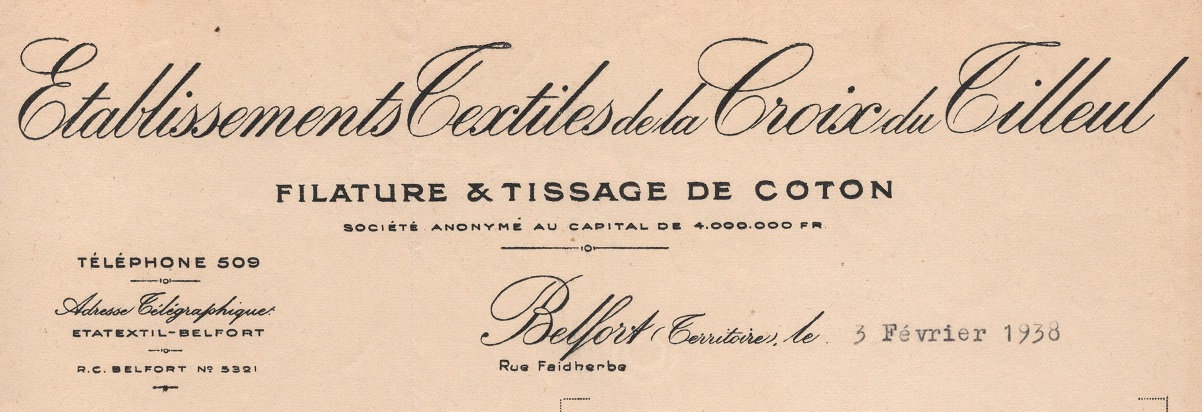 Etablissements Textiles de la Croix du Tilleul
FILATURE & TISSAGE DE COTON
SOCIÉTÉ ANONYME AU CAPITAL DE 4.000.000 FR.
TÉLÉPHONE 509
Adresse Télégraphique:
ETATEXTIL-BELFORT
R.C. BELFORT Nº 5321
Belfort (Territoire), le 3 Février 1938
Rue Faidherbe